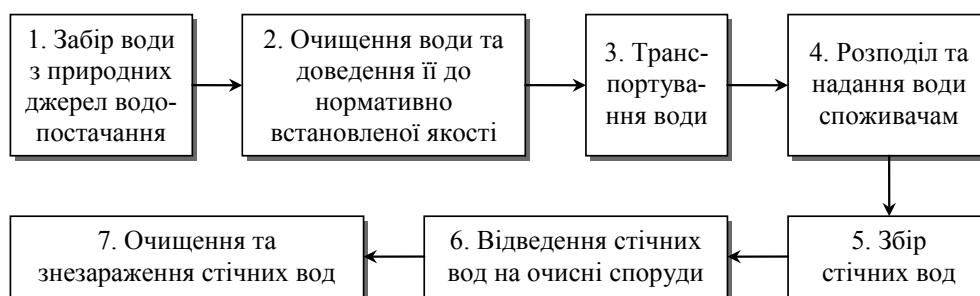 1. Забір води
з природних
джерел водо-
постачання
2. Очищення води та
доведення її до
нормативно
встановленої якості
3. Транс-
портува-
ння води
4. Розподіл та
надання води
споживачам
5. Збір
стічних вод
6. Відведення стічних
вод на очисні споруди
7. Очищення та
знезараження стічних вод